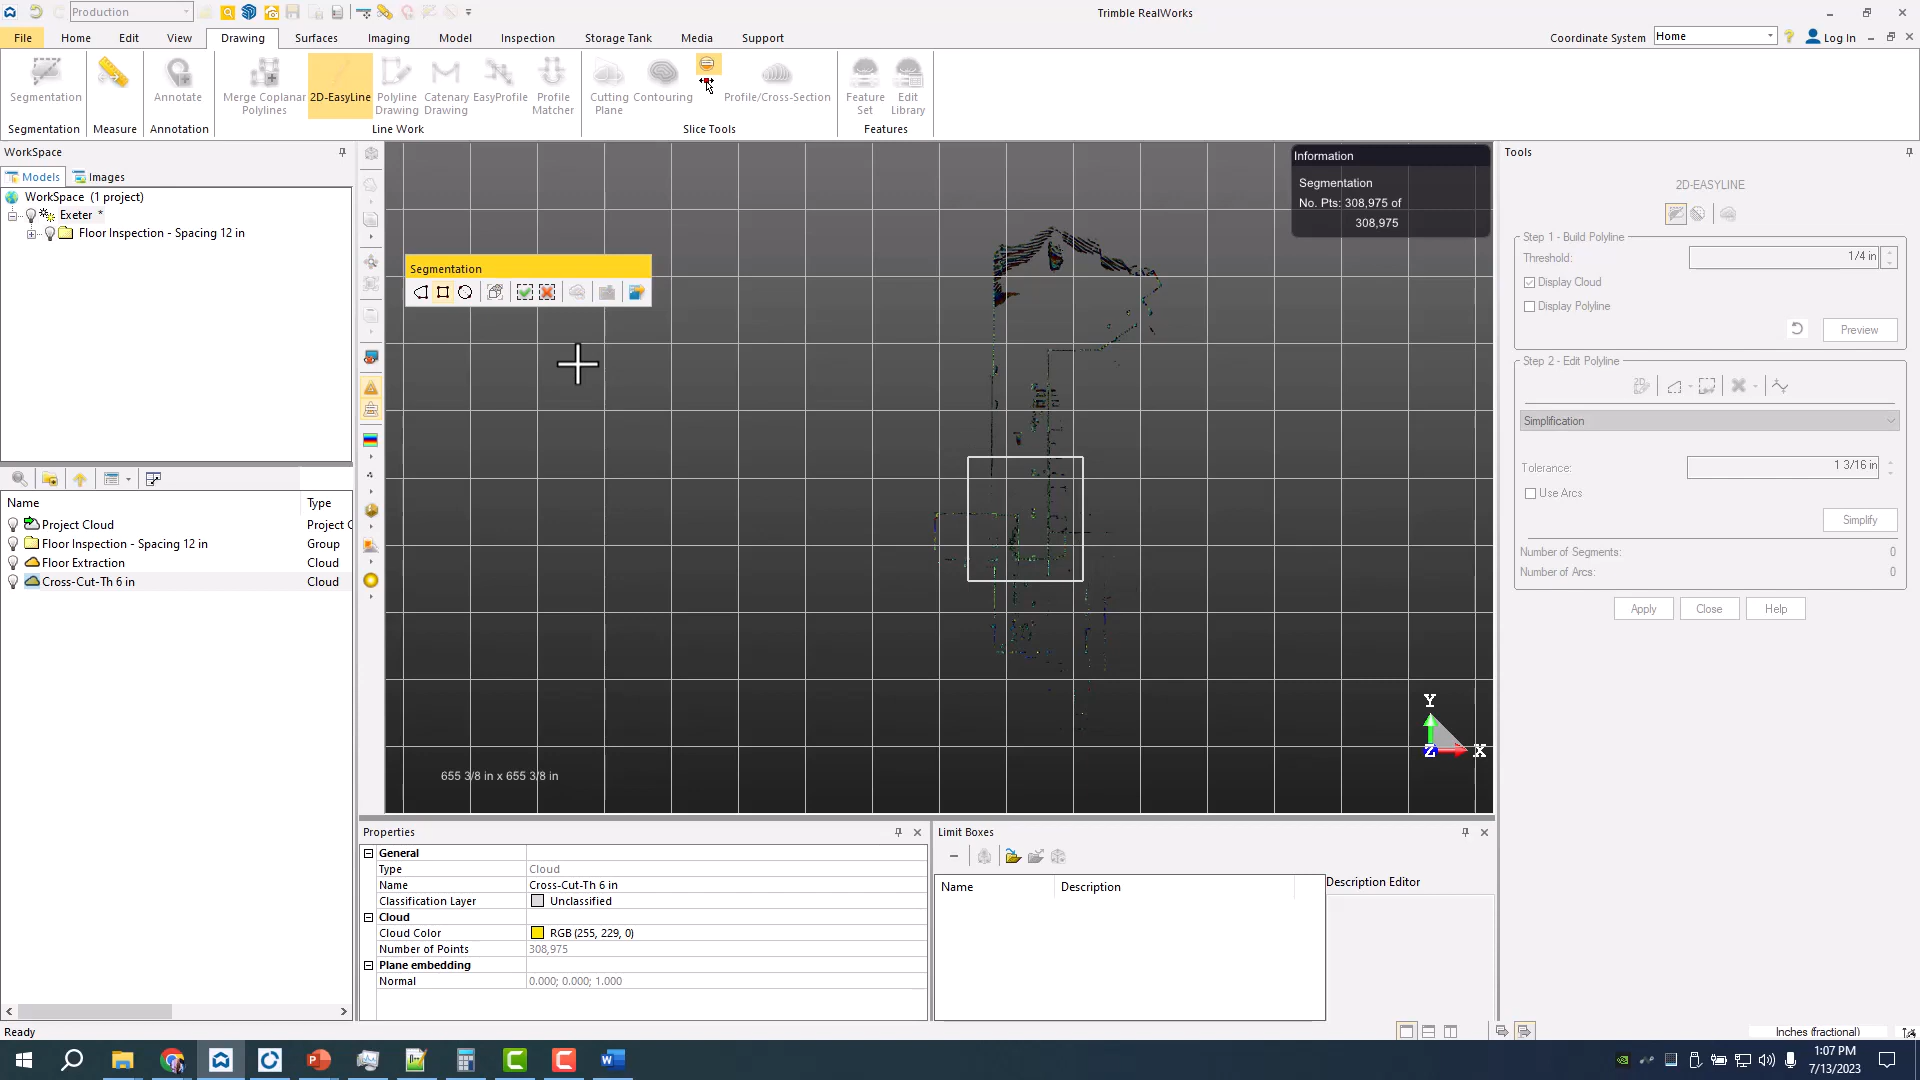 Production
Trimble RealWorks
File Home Edit View Drawing Surfaces Imaging Model Inspection Storage Tank Media Support
Coordinate System Home Log In
Segmentation
Annotate
Merge Coplanar Polylines
2D-EasyLine
Polyline Drawing
Catenary Drawing
EasyProfile
Profile Matcher
Cutting Plane
Contouring
Profile/Cross-Section
Feature Set
Edit Library
Segmentation Measure Annotation Line Work Slice Tools Features
WorkSpace
Models Images
WorkSpace (1 project)
Exeter *
Floor Inspection - Spacing 12 in
Name Type
Project Cloud Project C
Floor Inspection - Spacing 12 in Group
Floor Extraction Cloud
Cross-Cut-Th 6 in Cloud
Segmentation
Information
Segmentation
No. Pts: 308,975 of
308,975
655 3/8 in x 655 3/8 in
Y
Z
X
Tools
2D-EASYLINE
Step 1 - Build Polyline
Threshold: 1/4 in
Display Cloud
Display Polyline
Preview
Step 2 - Edit Polyline
2D
Simplification
Tolerance: 1 3/16 in
Use Arcs
Simplify
Number of Segments: 0
Number of Arcs: 0
Apply Close Help
Properties
General
Type Cloud
Name Cross-Cut-Th 6 in
Classification Layer Unclassified
Cloud
Cloud Color RGB (255, 229, 0)
Number of Points 308,975
Plane embedding
Normal 0.000; 0.000; 1.000
Limit Boxes
Name Description
Description Editor
Ready
Inches (fractional)
1:07 PM
7/13/2023